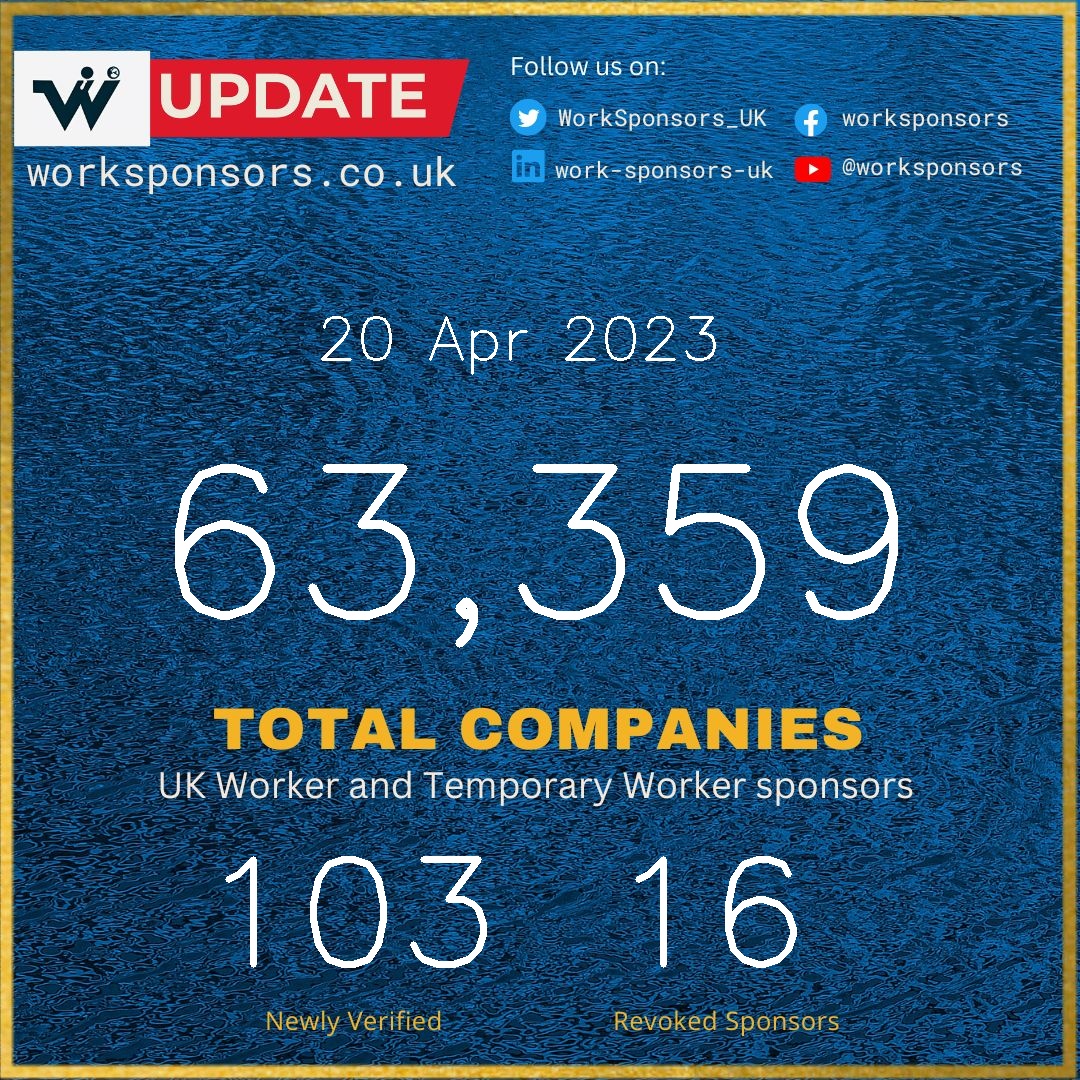 UPDATE
worksponsors.co.uk
Follow us on:
WorkSponsors_UK
worksponsors
work-sponsors-uk
@worksponsors
20 Apr 2023
63,359
TOTAL COMPANIES
UK Worker and Temporary Worker sponsors
103 16
Newly Verified Revoked Sponsors